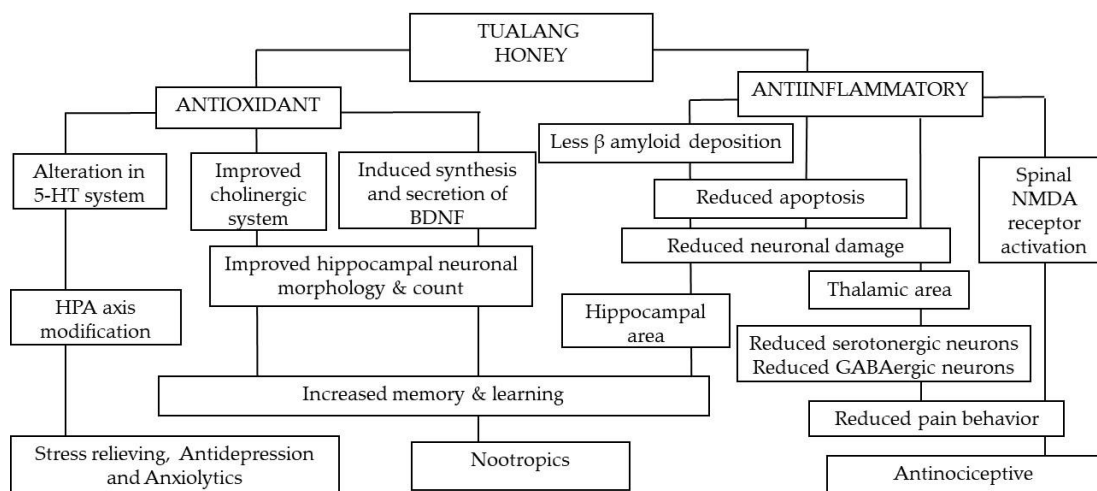 TUALANG
HONEY
ANTIOXIDANT
ANTIINFLAMMATORY
Alteration in
5-HT system
Improved
cholinergic
system
Induced synthesis
and secretion of
BDNF
Less β amyloid deposition
Reduced apoptosis
Spinal
NMDA
receptor
activation
Reduced neuronal damage
Improved hippocampal neuronal
morphology & count
HPA axis
modification
Hippocampal
area
Thalamic area
Reduced serotonergic neurons
Reduced GABAergic neurons
Increased memory & learning
Reduced pain behavior
Stress relieving, Antidepression
and Anxiolytics
Nootropics
Antinociceptive